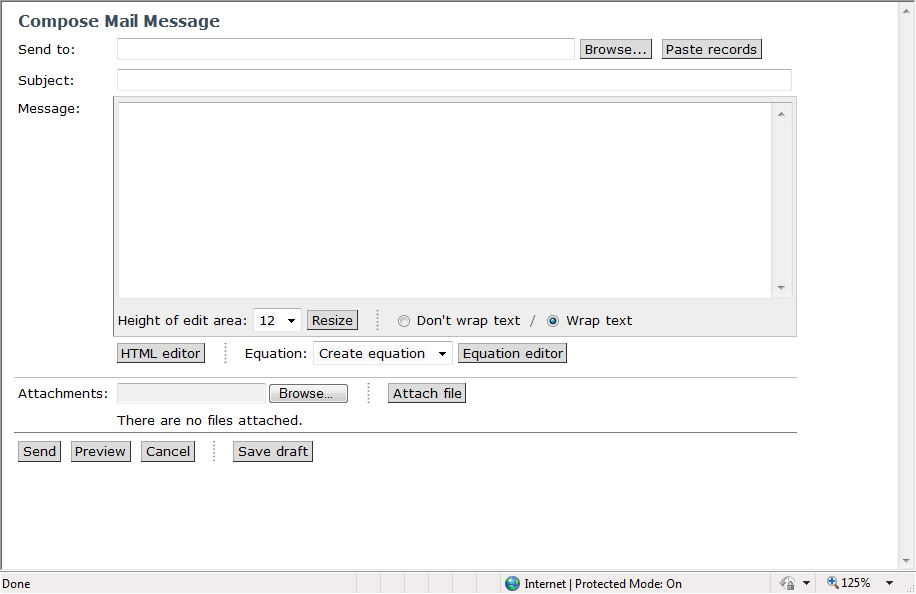 Compose Mail Message
Send to: Browse... Paste records
Subject:
Message:
Height of edit area: 12 Resize Don't wrap text / Wrap text
HTML editor Equation: Create equation Equation editor
Attachments: Browse... Attach file
There are no files attached.
Send Preview Cancel Save draft
Done Internet | Protected Mode: On 125%